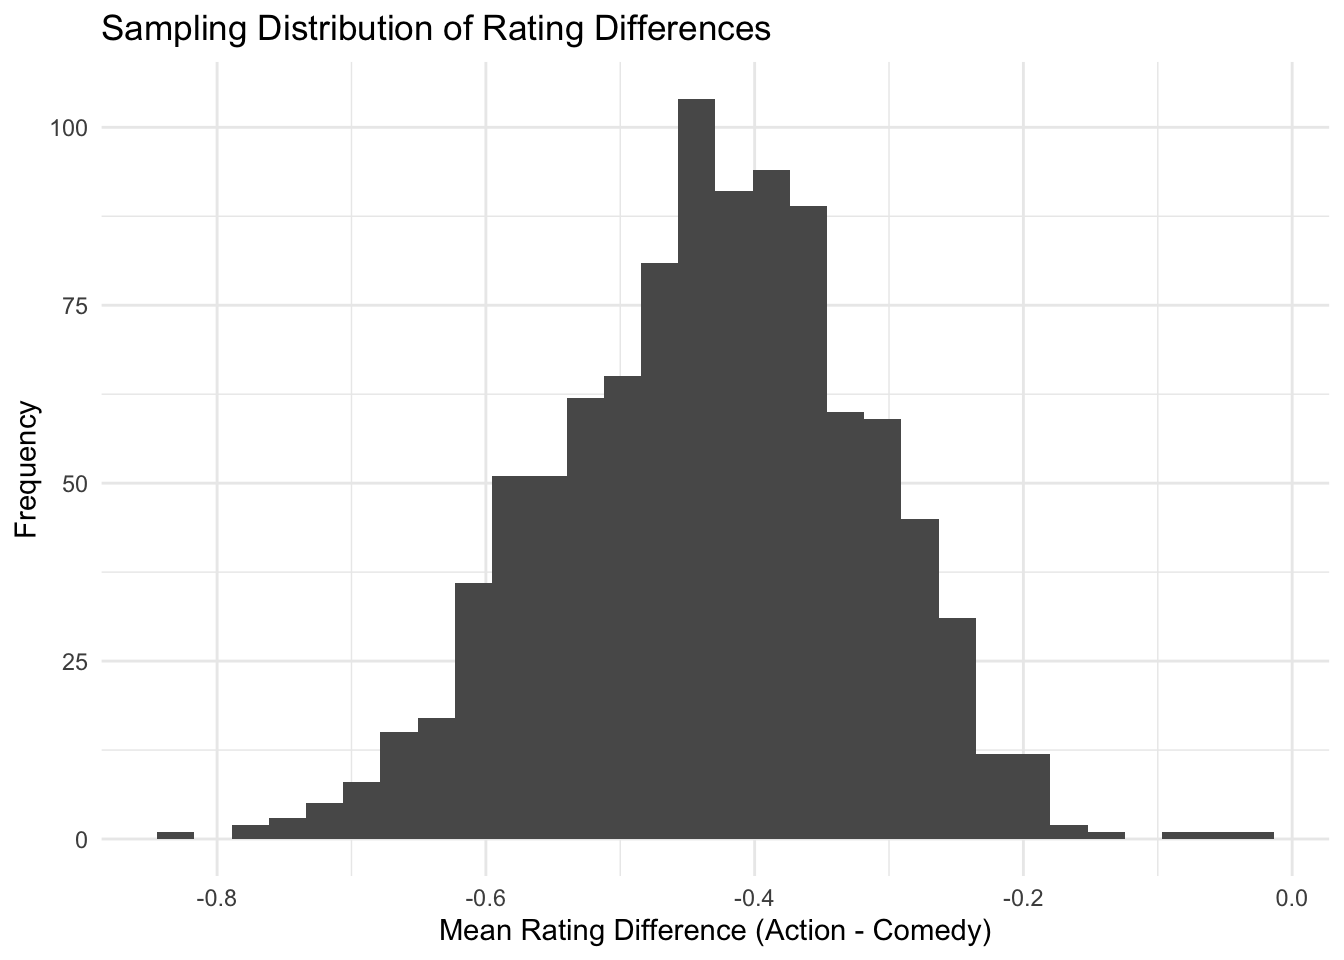 Sampling Distribution of Rating Differences
100
75
50
25
0
Frequency
-0.8 -0.6 -0.4 -0.2 0.0
Mean Rating Difference (Action - Comedy)